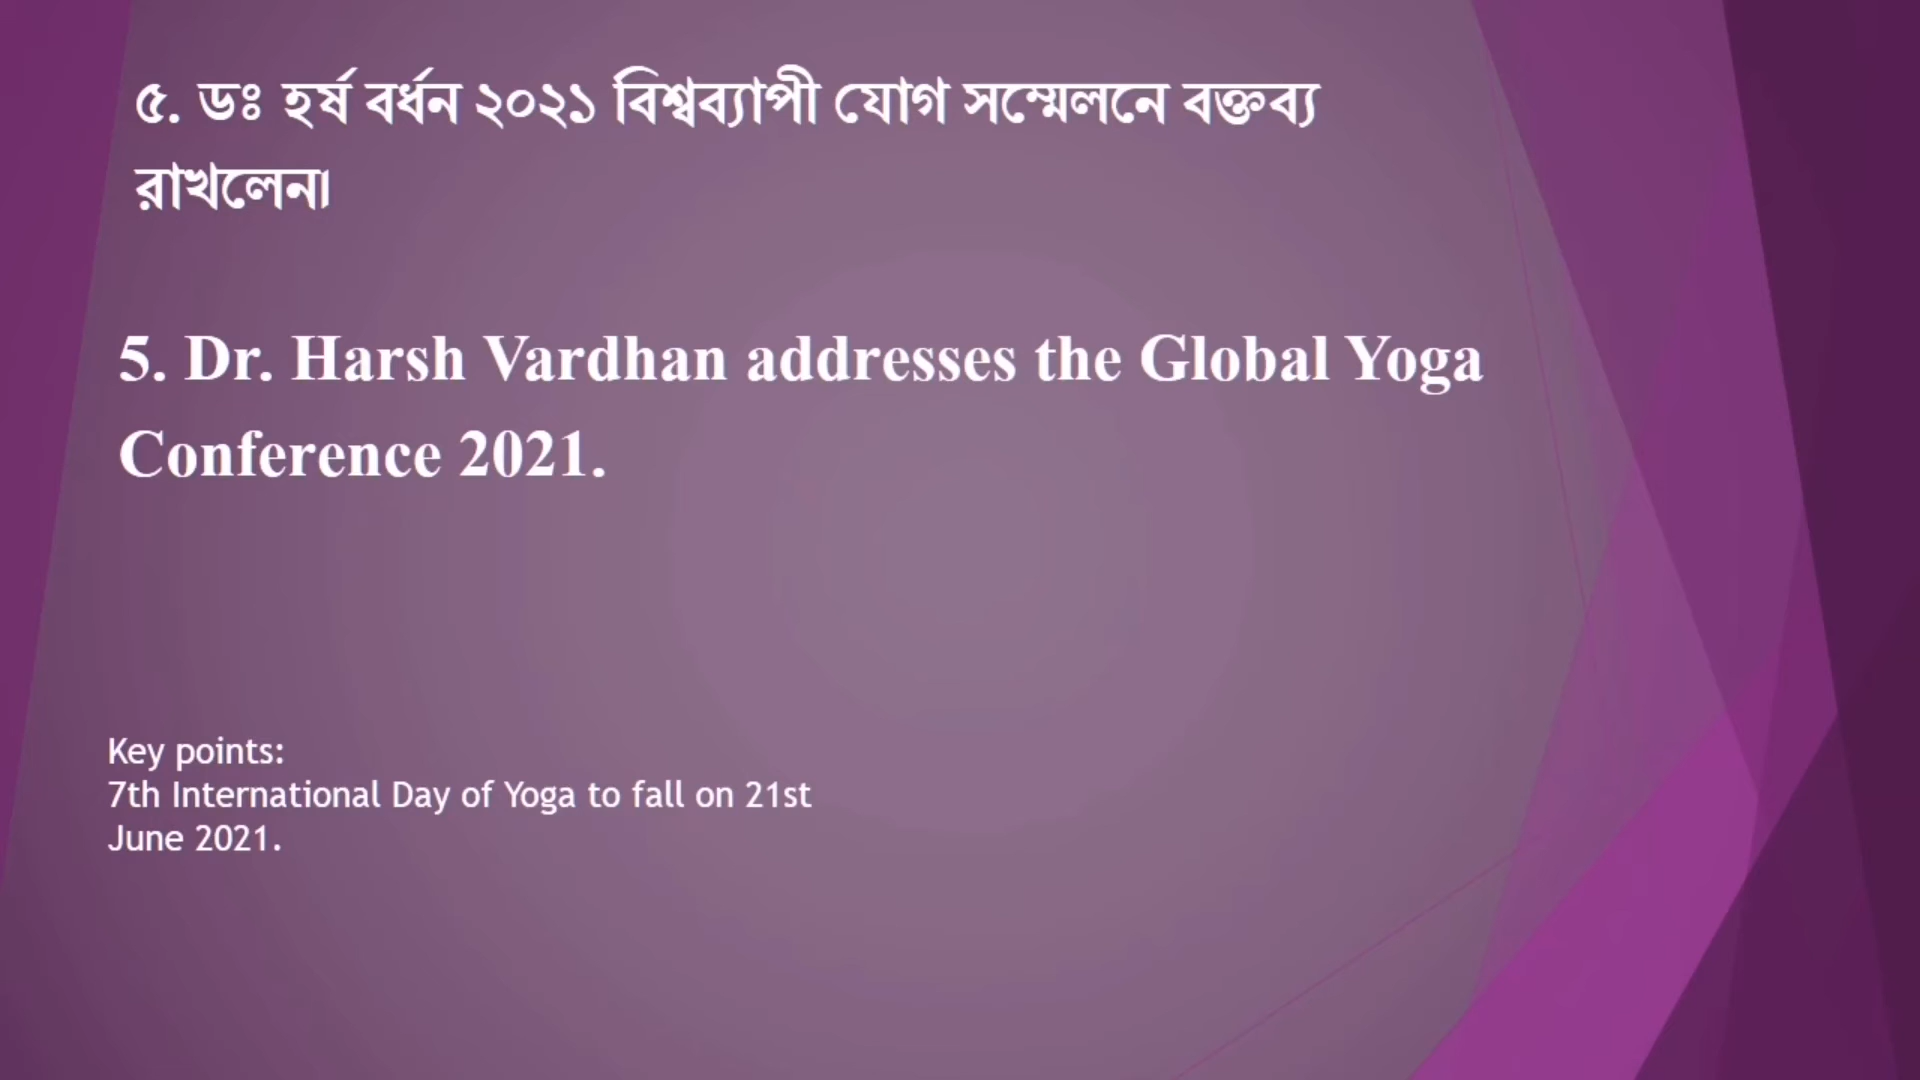 ৫. ডঃ হর্ষ বর্ধন ২০২১ বিশ্বব্যাপী যোগ সম্মেলনে বক্তব্য
রাখলেন৷
5. Dr. Harsh Vardhan addresses the Global Yoga
Conference 2021.
Key points:
7th International Day of Yoga to fall on 21st
June 2021.